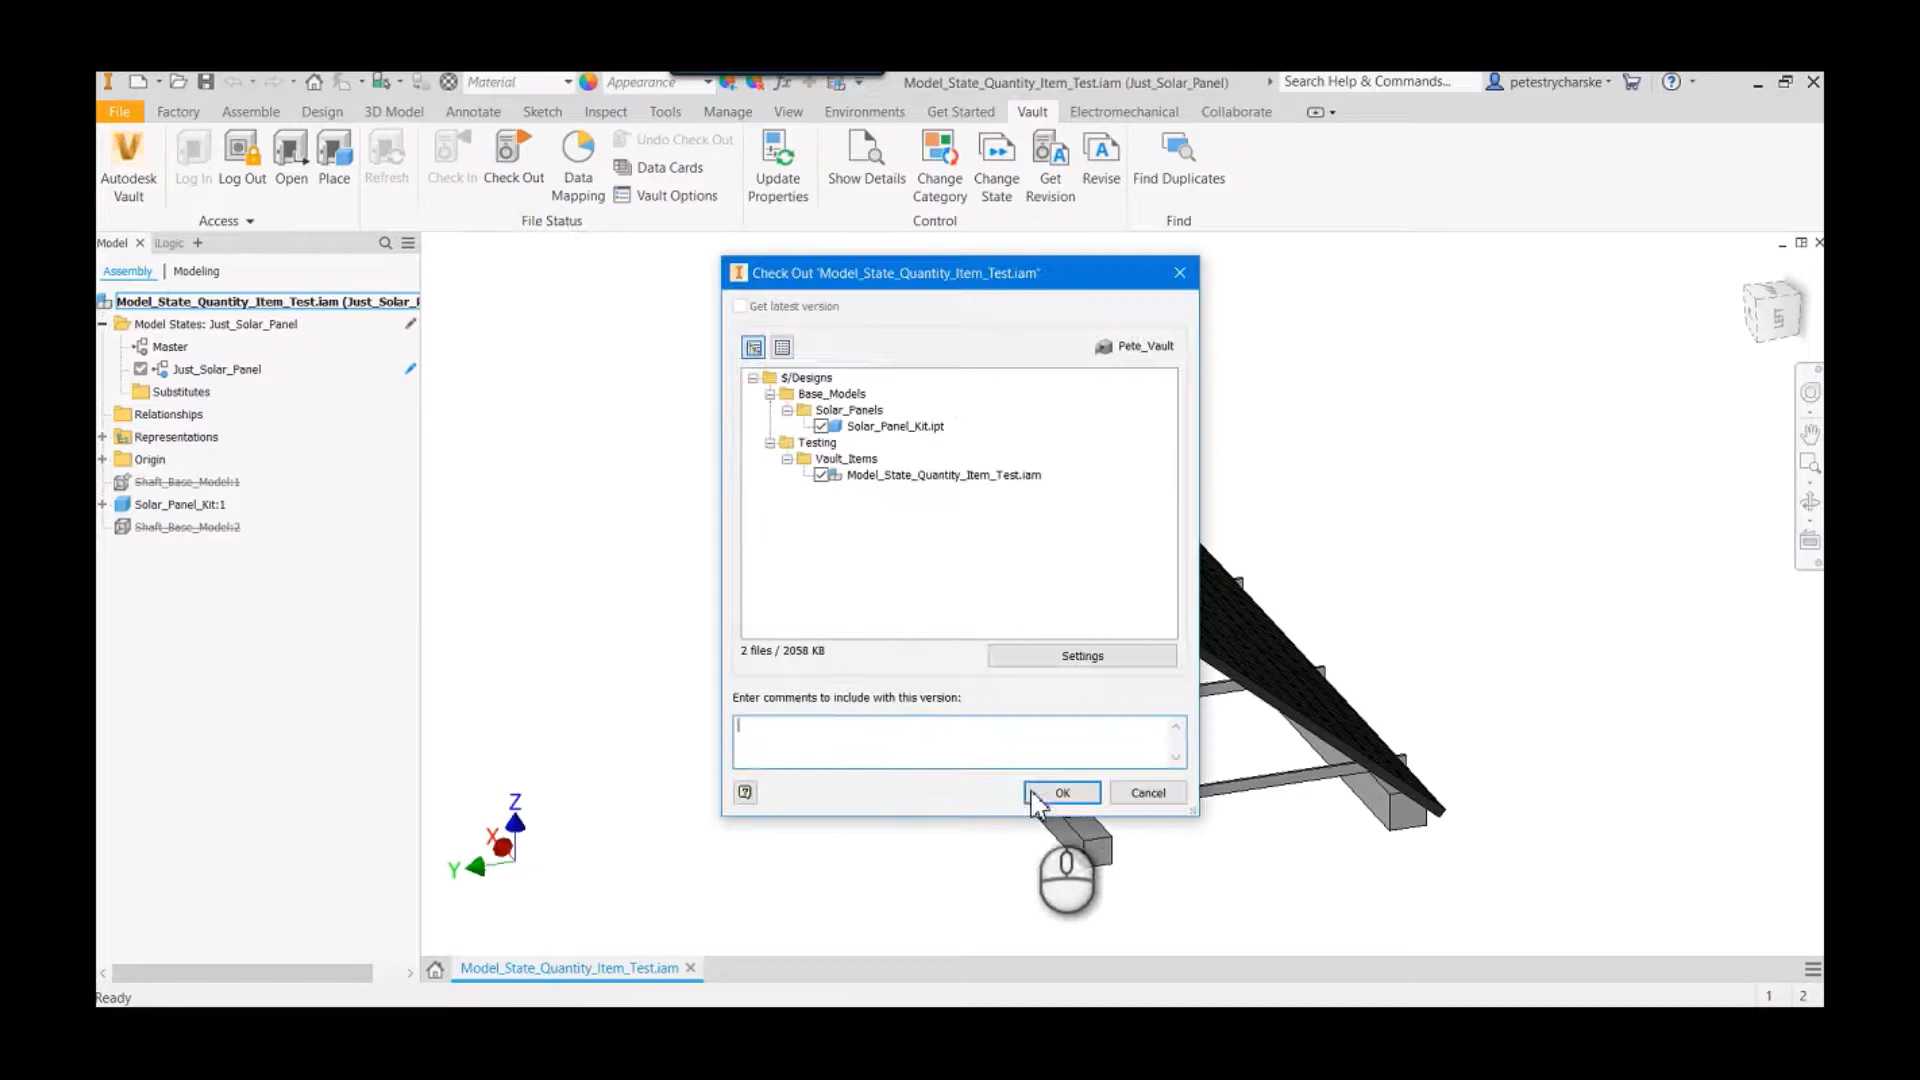 Material
Appearance
Model_State_Quantity_Item_Test.iam (Just_Solar_Panel)
Search Help & Commands...
petestrycharske
File Factory Assemble Design 3D Model Annotate Sketch Inspect Tools Manage View Environments Get Started Vault Electromechanical Collaborate
Autodesk Vault
Log In
Log Out
Open
Place
Access
Refresh
Check In
Check Out
Data Mapping
Undo Check Out
Data Cards
Vault Options
File Status
Update Properties
Show Details
Change Category
Change State
Get Revision
Revise
Control
Find Duplicates
Find
Model
iLogic
Assembly | Modeling
Model_State_Quantity_Item_Test.iam (Just_Solar_P
Model States: Just_Solar_Panel
Master
Just_Solar_Panel
Substitutes
Relationships
Representations
Origin
Shaft_Base_Model:1
Solar_Panel_Kit:1
Shaft_Base_Model:2
Check Out 'Model_State_Quantity_Item_Test.iam'
Get latest version
Pete_Vault
$/Designs
Base_Models
Solar_Panels
Solar_Panel_Kit.ipt
Testing
Vault_Items
Model_State_Quantity_Item_Test.iam
2 files / 2058 KB
Settings
Enter comments to include with this version:
OK
Cancel
LEFT
Z
X
Y
Model_State_Quantity_Item_Test.iam
Ready
1 2